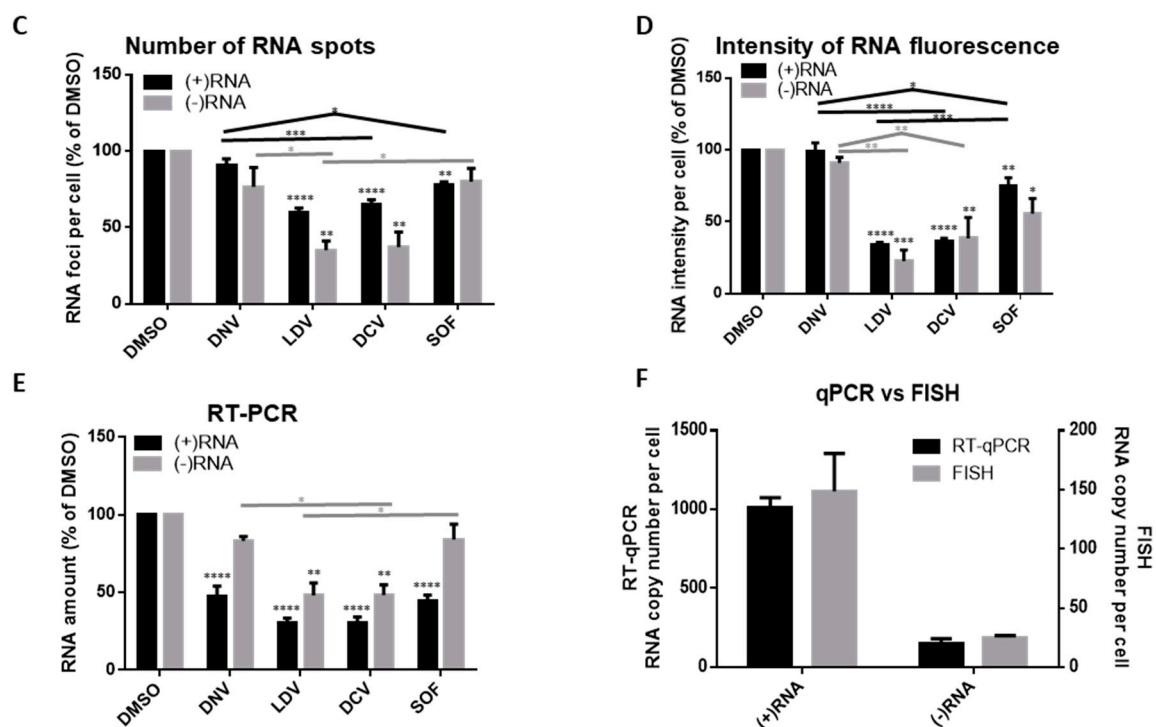 C
Number of RNA spots
(+)RNA
(-)RNA
RNA foci per cell (% of DMSO)
150
100
50
0
*
***
*
*
****
**
****
**
**
DMSO
DNV
LDV
DCV
SOF
D
Intensity of RNA fluorescence
(+)RNA
(-)RNA
RNA intensity per cell (% of DMSO)
150
100
50
0
*
****
***
**
**
****
***
****
**
**
*
DMSO
DNV
LDV
DCV
SOF
E
RT-PCR
(+)RNA
(-)RNA
RNA amount (% of DMSO)
150
100
50
0
*
*
****
****
**
****
**
****
DMSO
DNV
LDV
DCV
SOF
F
qPCR vs FISH
RT-qPCR
FISH
RT-qPCR
RNA copy number per cell
1500
1000
500
0
200
150
100
50
0
FISH
RNA copy number per cell
(+)RNA
(-)RNA